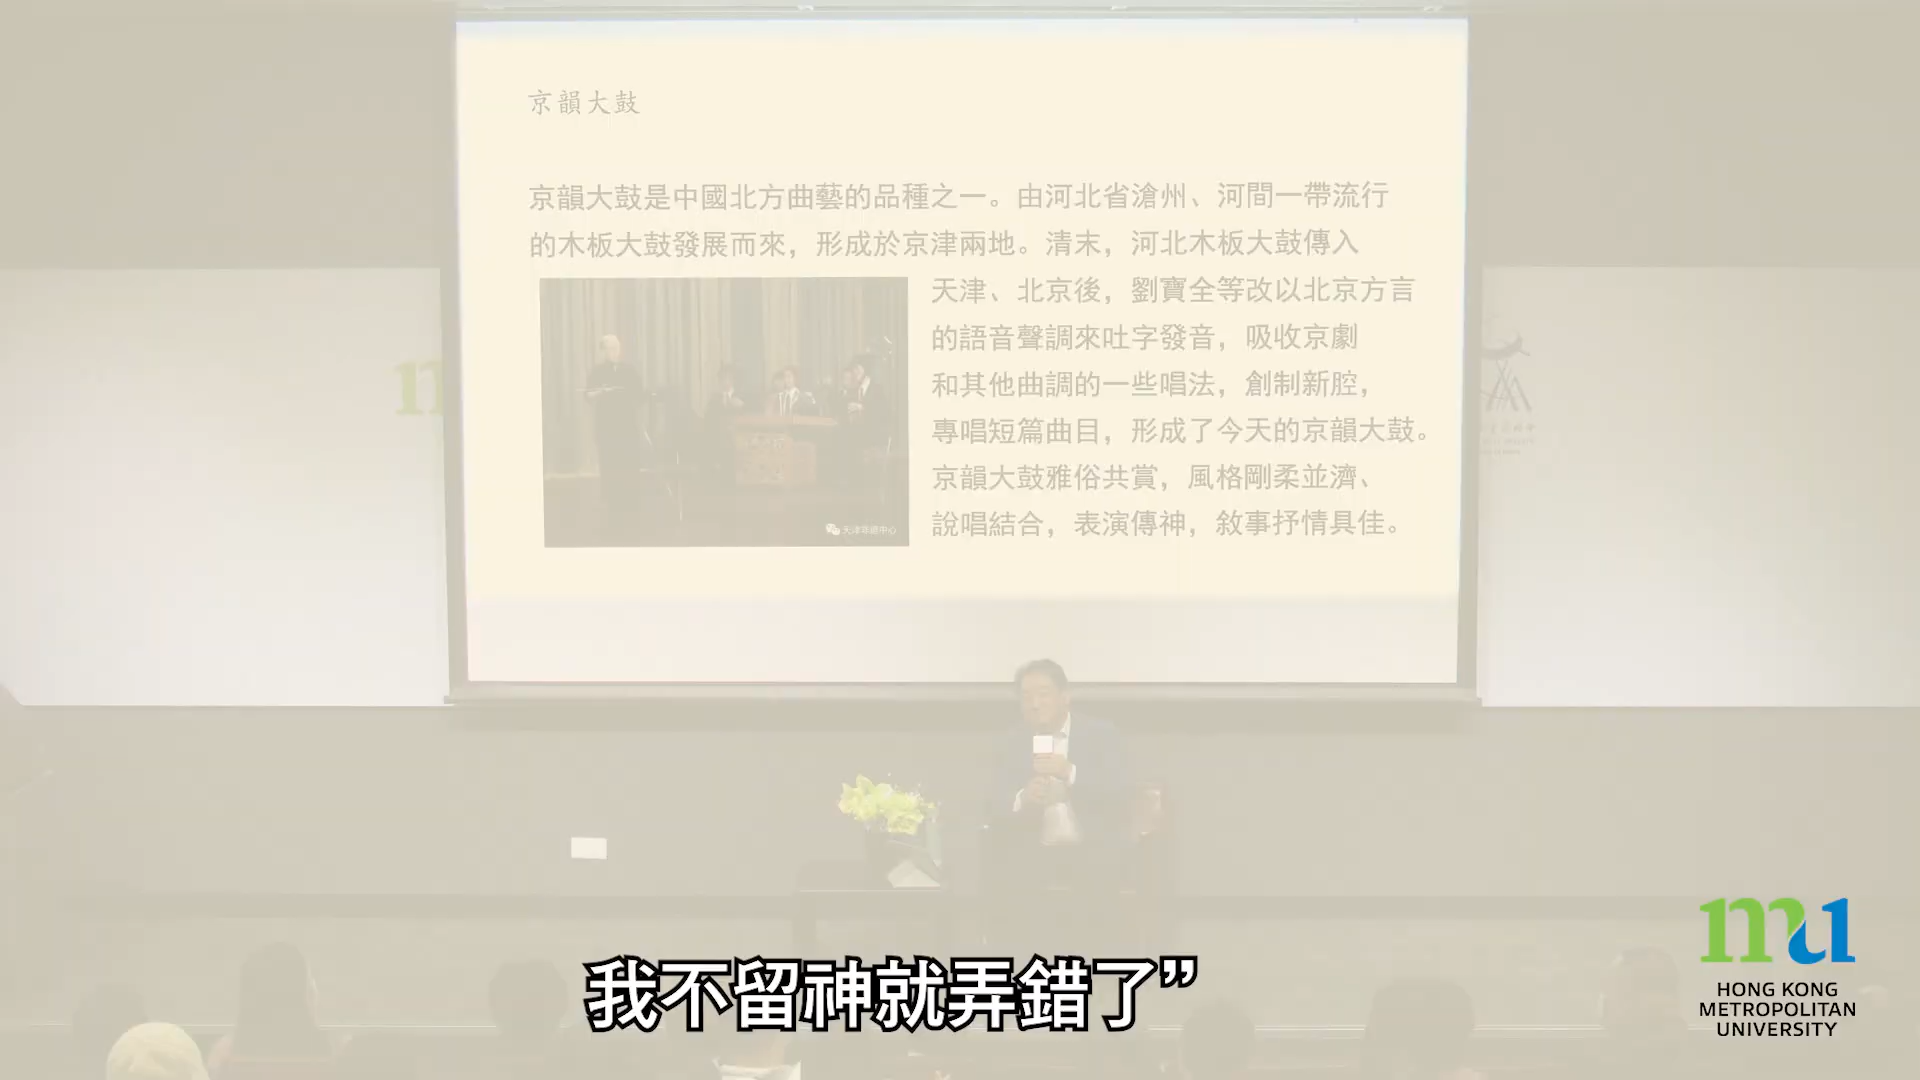 京韻大鼓
京韻大鼓是中國北方曲藝的品種之一。由河北省滄州、河間一帶流行
的木板大鼓發展而來，形成於京津兩地。清末，河北木板大鼓傳入
天津、北京後，劉寶全等改以北京方言
的語音聲調來吐字發音，吸收京劇
和其他曲調的一些唱法，創制新腔，
專唱短篇曲目，形成了今天的京韻大鼓。
京韻大鼓雅俗共賞，風格剛柔並濟、
說唱結合，表演傳神，敘事抒情具佳。
天津非遺中心
我不留神就弄錯了”
mu
HONG KONG
METROPOLITAN
UNIVERSITY